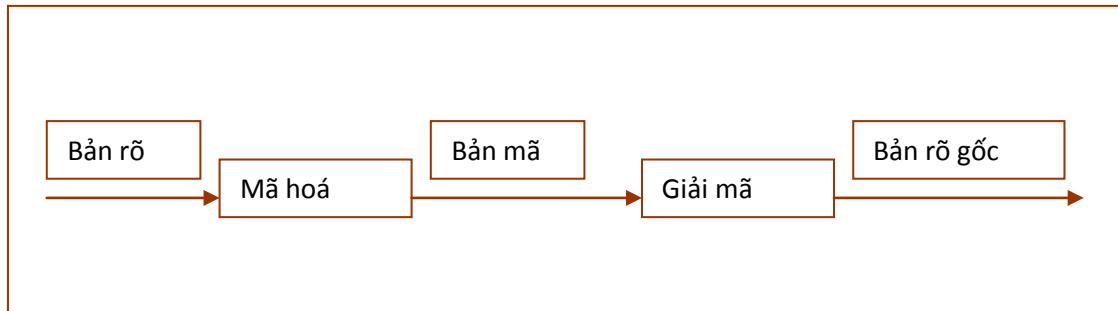 Bản rõ
Mã hoá
Bản mã
Giải mã
Bản rõ gốc